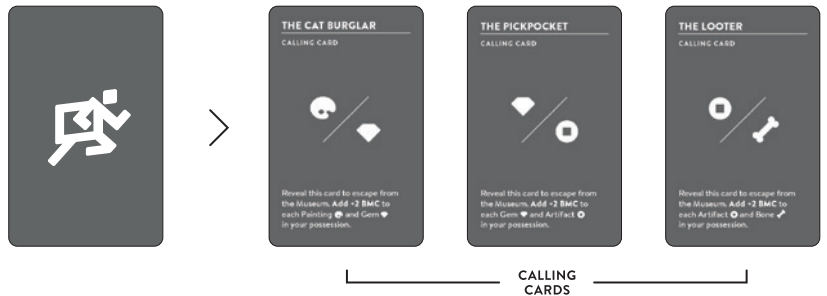 THE CAT BURGLAR
CALLING CARD
Reveal this card to escape from
the Museum. Add +2 BMC to
each Painting and Gem
in your possession.
THE PICKPOCKET
CALLING CARD
Reveal this card to escape from
the Museum. Add +2 BMC to
each Gem and Artifact
in your possession.
THE LOOTER
CALLING CARD
Reveal this card to escape from
the Museum. Add +2 BMC to
each Artifact and Bone
in your possession.
CALLING
CARDS